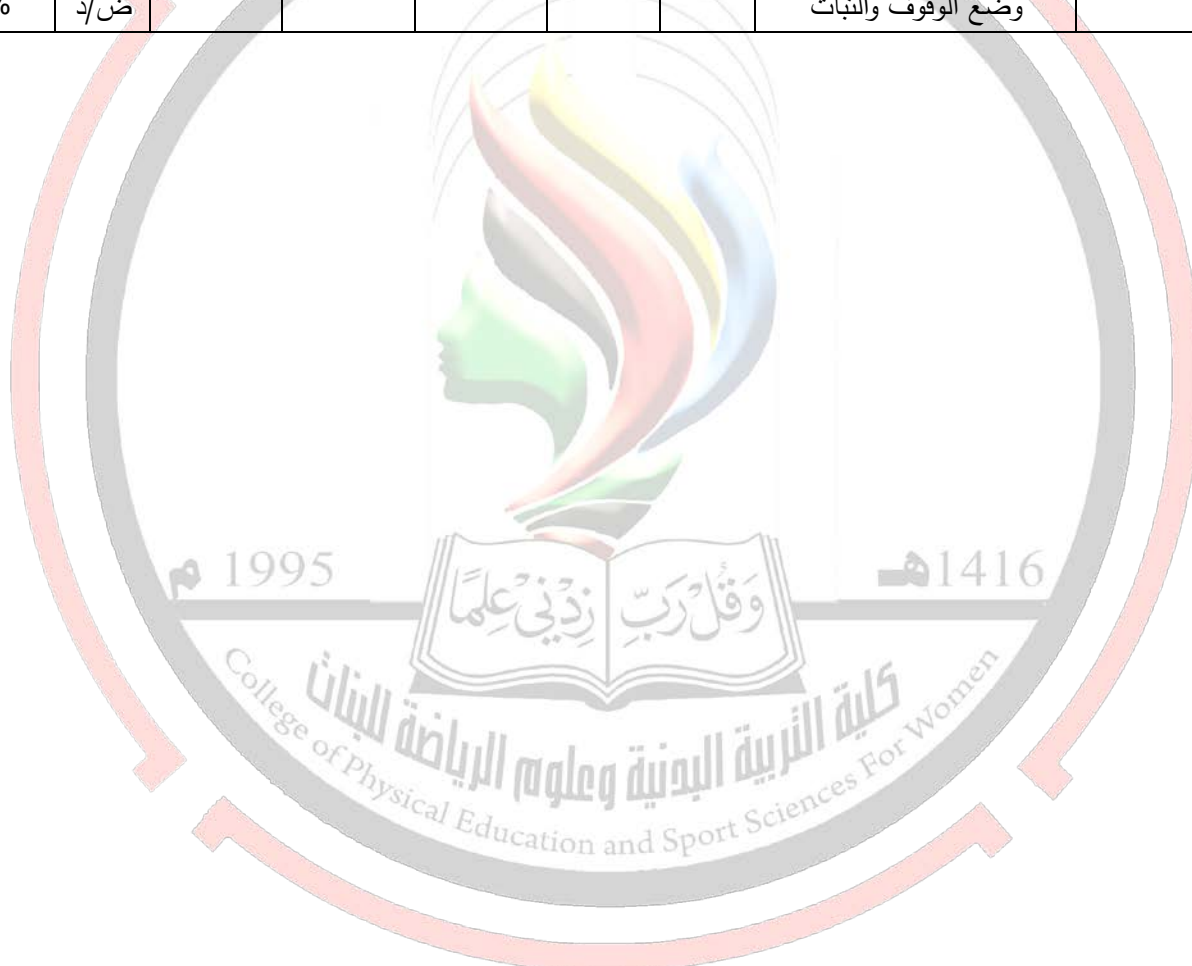 وضع الوقوف والثبات ض/د %
1995 م
1416هـ
وَقُلْ رَبِّ
زِدْنِي عِلْمًا
كلية التربية البدنية وعلوم الرياضة للبنات
College of Physical Education and Sport Sciences For Women